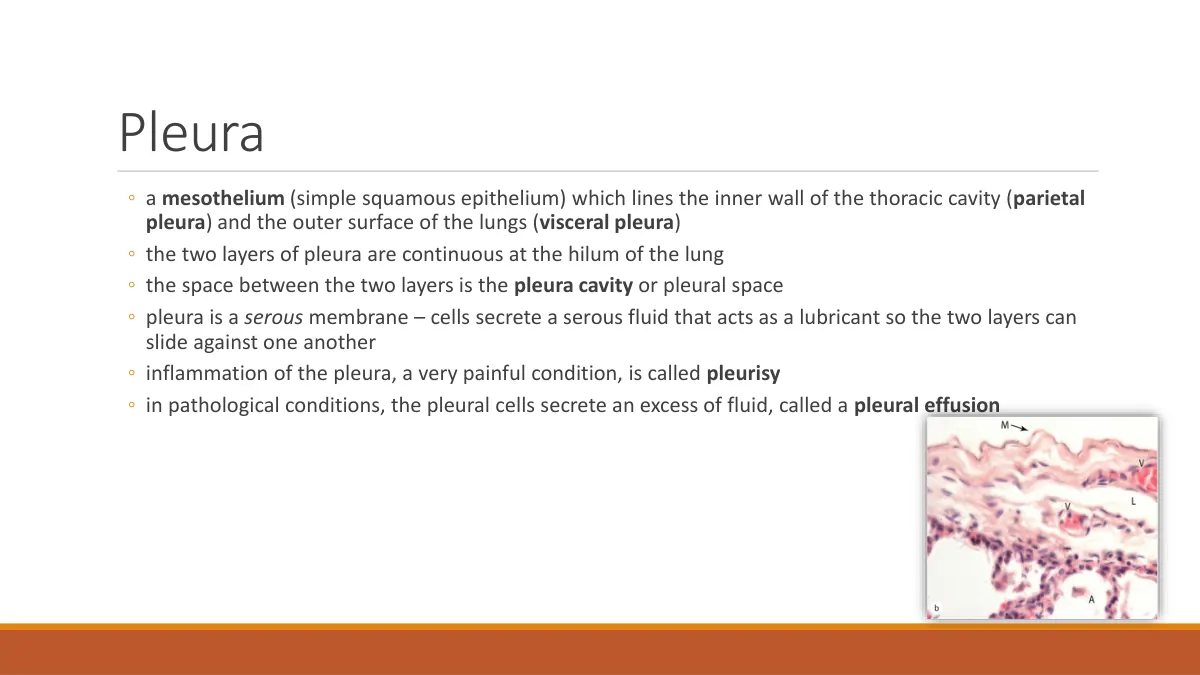 Pleura
◦ a mesothelium (simple squamous epithelium) which lines the inner wall of the thoracic cavity (parietal
pleura) and the outer surface of the lungs (visceral pleura)
◦ the two layers of pleura are continuous at the hilum of the lung
◦ the space between the two layers is the pleura cavity or pleural space
◦ pleura is a serous membrane – cells secrete a serous fluid that acts as a lubricant so the two layers can
slide against one another
◦ inflammation of the pleura, a very painful condition, is called pleurisy
◦ in pathological conditions, the pleural cells secrete an excess of fluid, called a pleural effusion
M
V
L
V
A
b